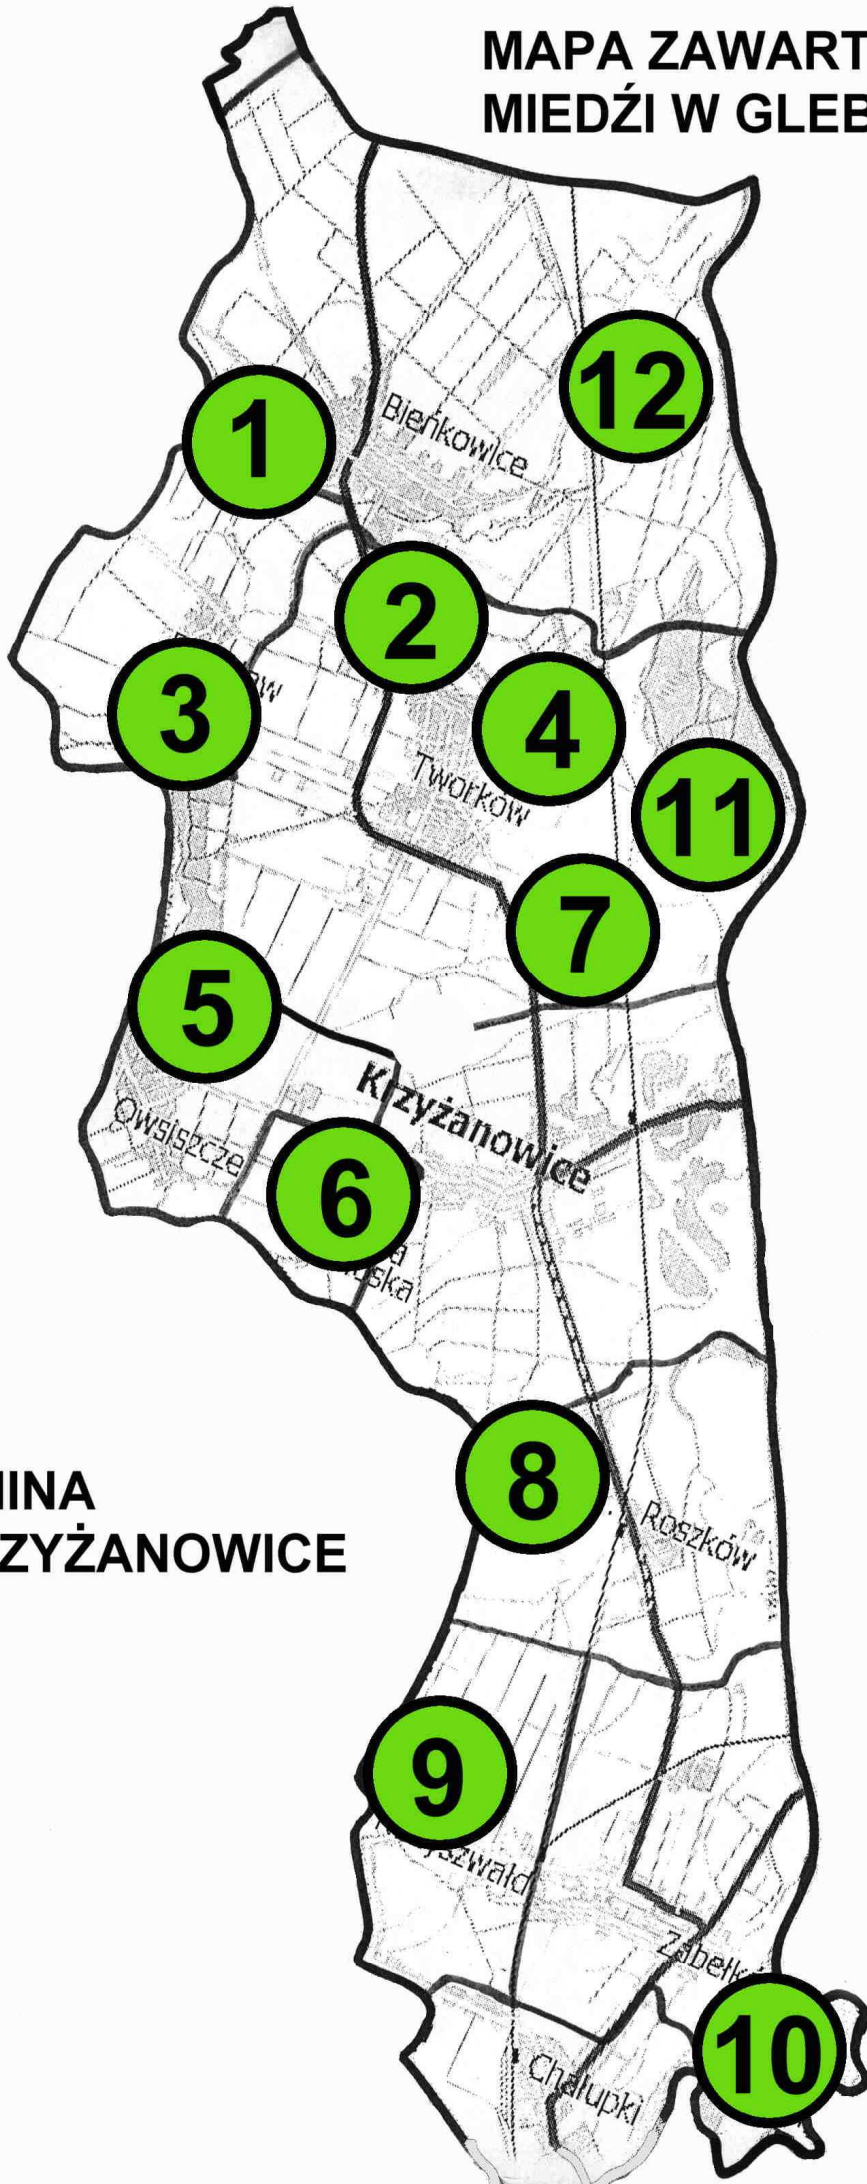 MAPA ZAWART
MIEDŹI W GLEB
12
1
Bieńkowice
2
3
4
Tworków
11
7
5
Krzyżanowice
Owsiszcze
6
8
INA
ZYŻANOWICE
Roszków
9
Zabełk
10
Chałupki